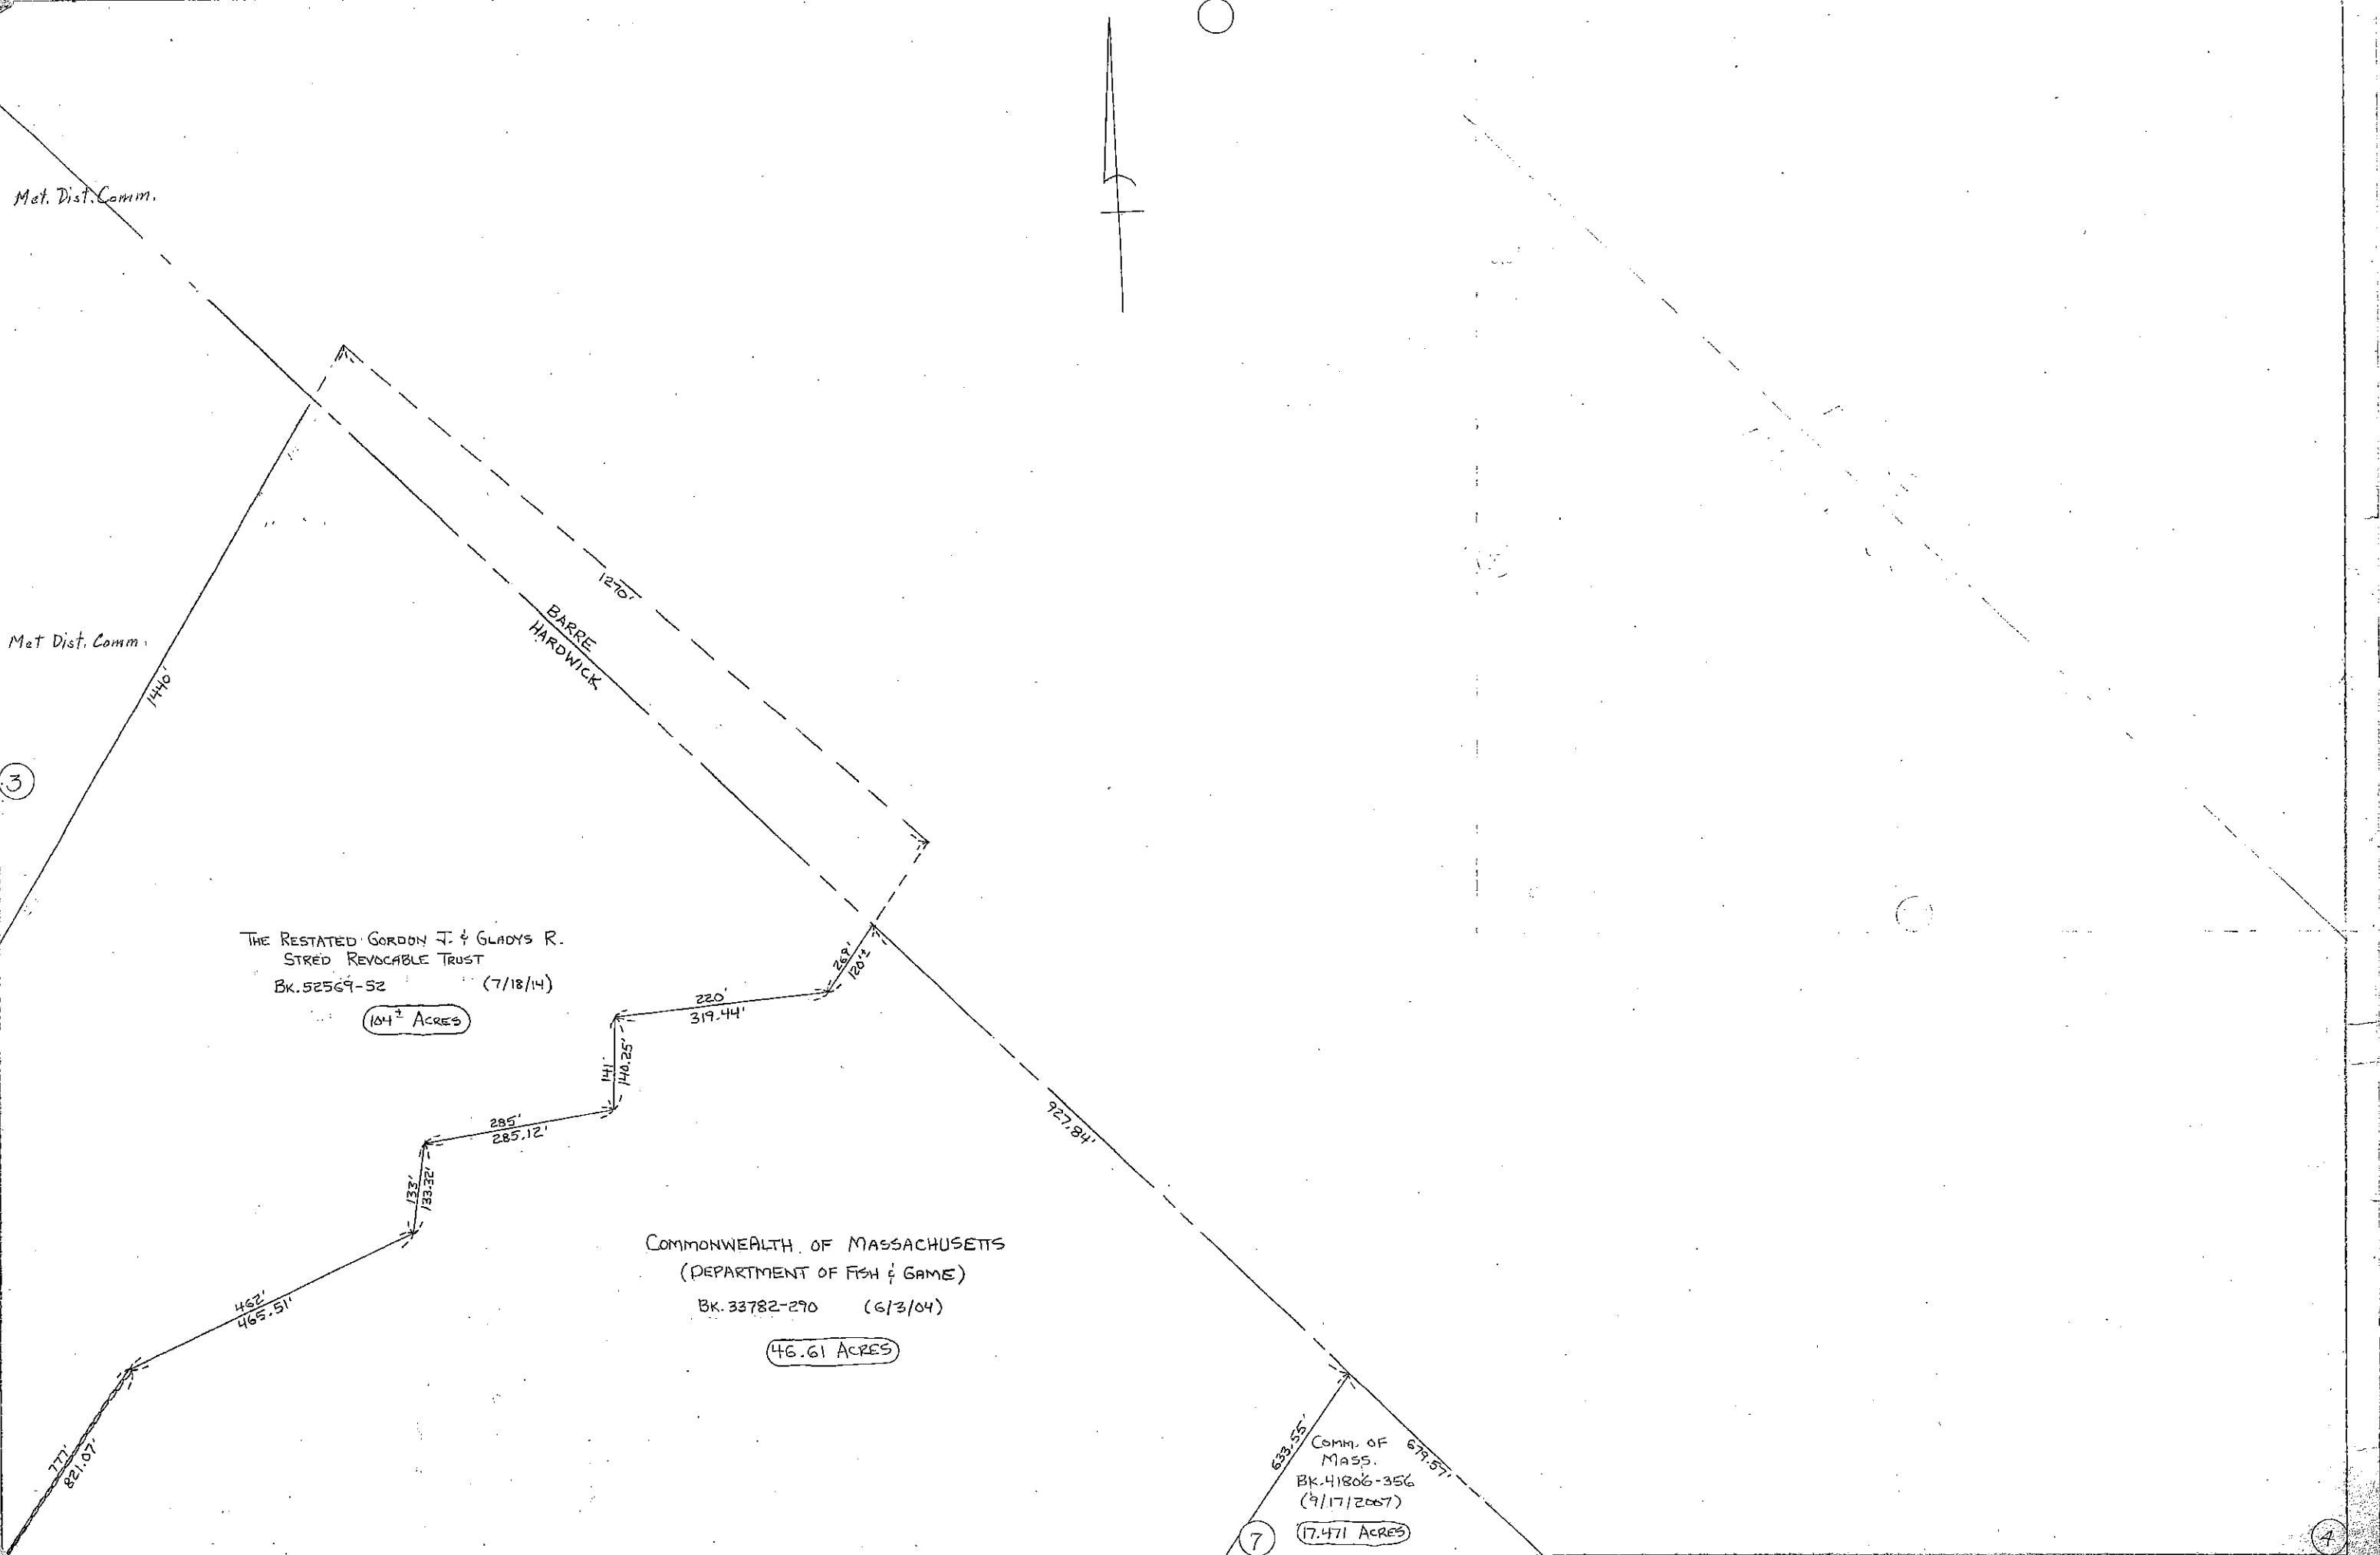 Met. Dist. Comm.
1270'
BARRE
HARDWICK
Met Dist. Comm.
1440'
3
THE RESTATED GORDON J. & GLADYS R.
STRED REVOCABLE TRUST
BK.52569-52 (7/18/14)
104± ACRES
269'
120'±
220'
319.44'
141'
140.25'
285'
285.12'
133'
133.32'
927.84'
COMMONWEALTH OF MASSACHUSETTS
(DEPARTMENT OF FISH & GAME)
BK. 33782-290 (6/3/04)
46.61 ACRES
462'
465.51'
777'
821.07'
633.55'
679.57'
COMM. OF
MASS.
BK.41806-356
(9/17/2007)
17.471 ACRES
7
4